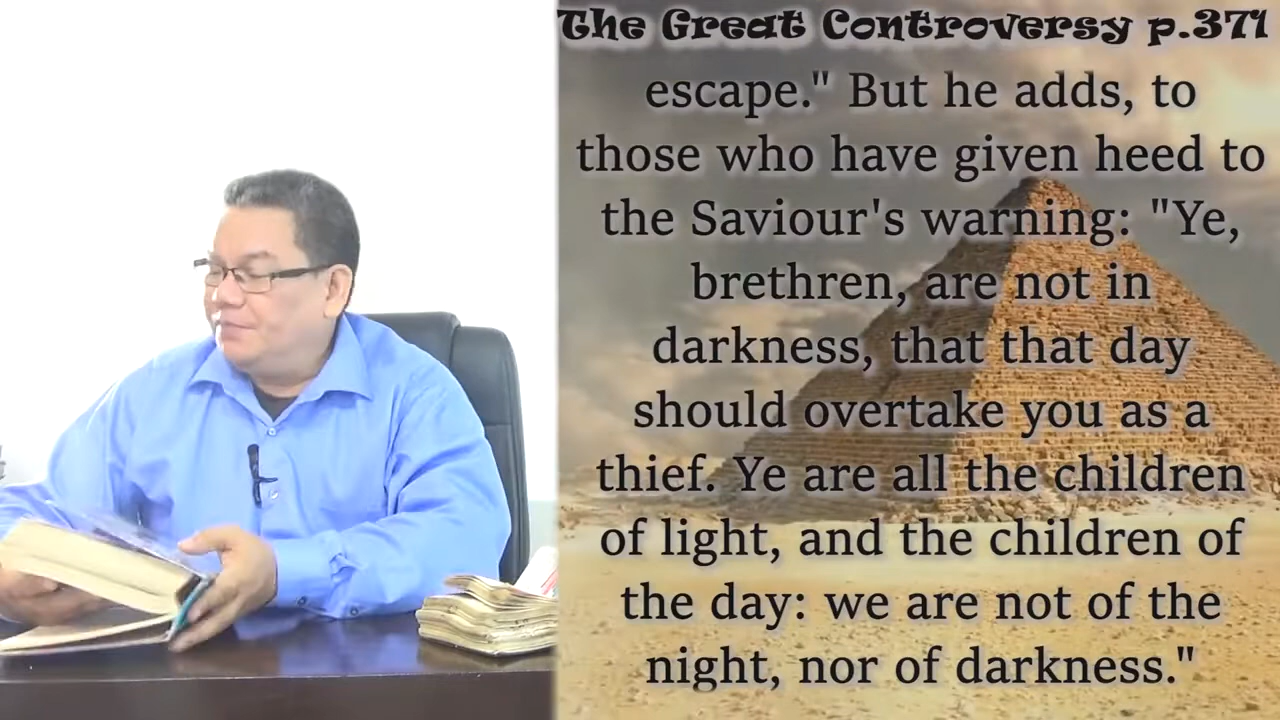 The Great Controversy p.371
escape." But he adds, to
those who have given heed to
the Saviour's warning: "Ye,
brethren, are not in
darkness, that that day
should overtake you as a
thief. Ye are all the children
of light, and the children of
the day: we are not of the
night, nor of darkness."